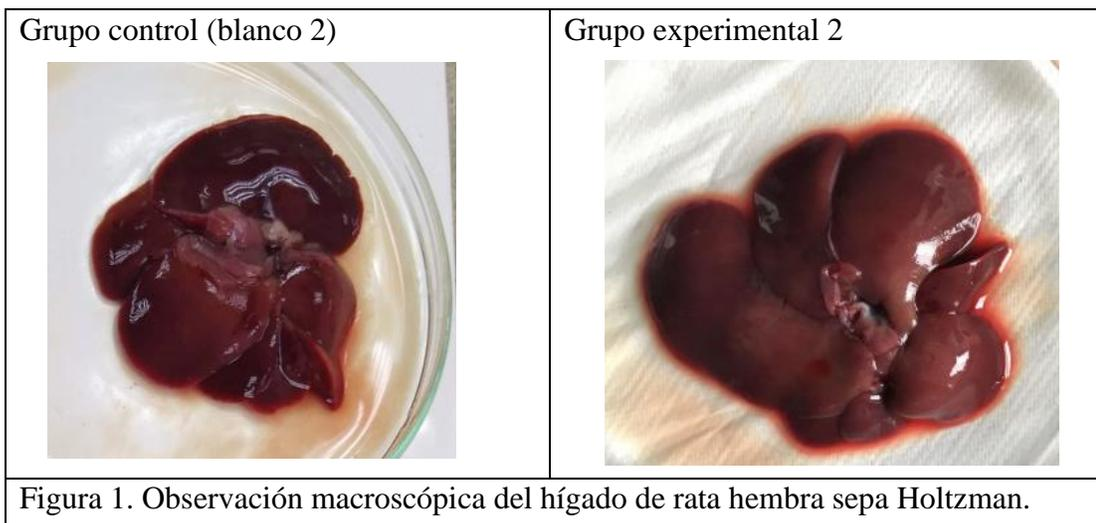 Grupo control (blanco 2)
Grupo experimental 2
Figura 1. Observación macroscópica del hígado de rata hembra sepa Holtzman.